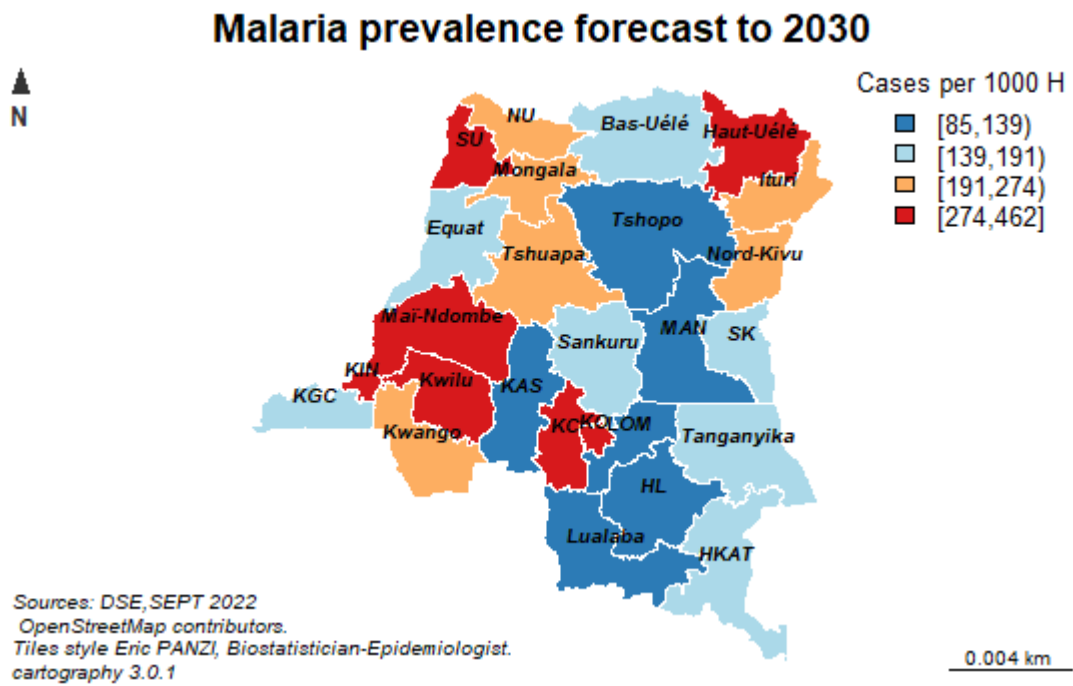 Malaria prevalence forecast to 2030
N
Cases per 1000 H
[85,139)
[139,191)
[191,274)
[274,462]
NU
Bas-Uélé
Haut-Uélé
SU
Mongala
Ituri
Equat
Tshopo
Tshuapa
Nord-Kivu
Maï-Ndombe
Sankuru
MAN
SK
KIN
Kwilu
KAS
KGC
KC
KO
LOM
Kwango
Tanganyika
HL
Lualaba
HKAT
Sources: DSE,SEPT 2022
OpenStreetMap contributors.
Tiles style Eric PANZI, Biostatistician-Epidemiologist.
cartography 3.0.1
0.004 km